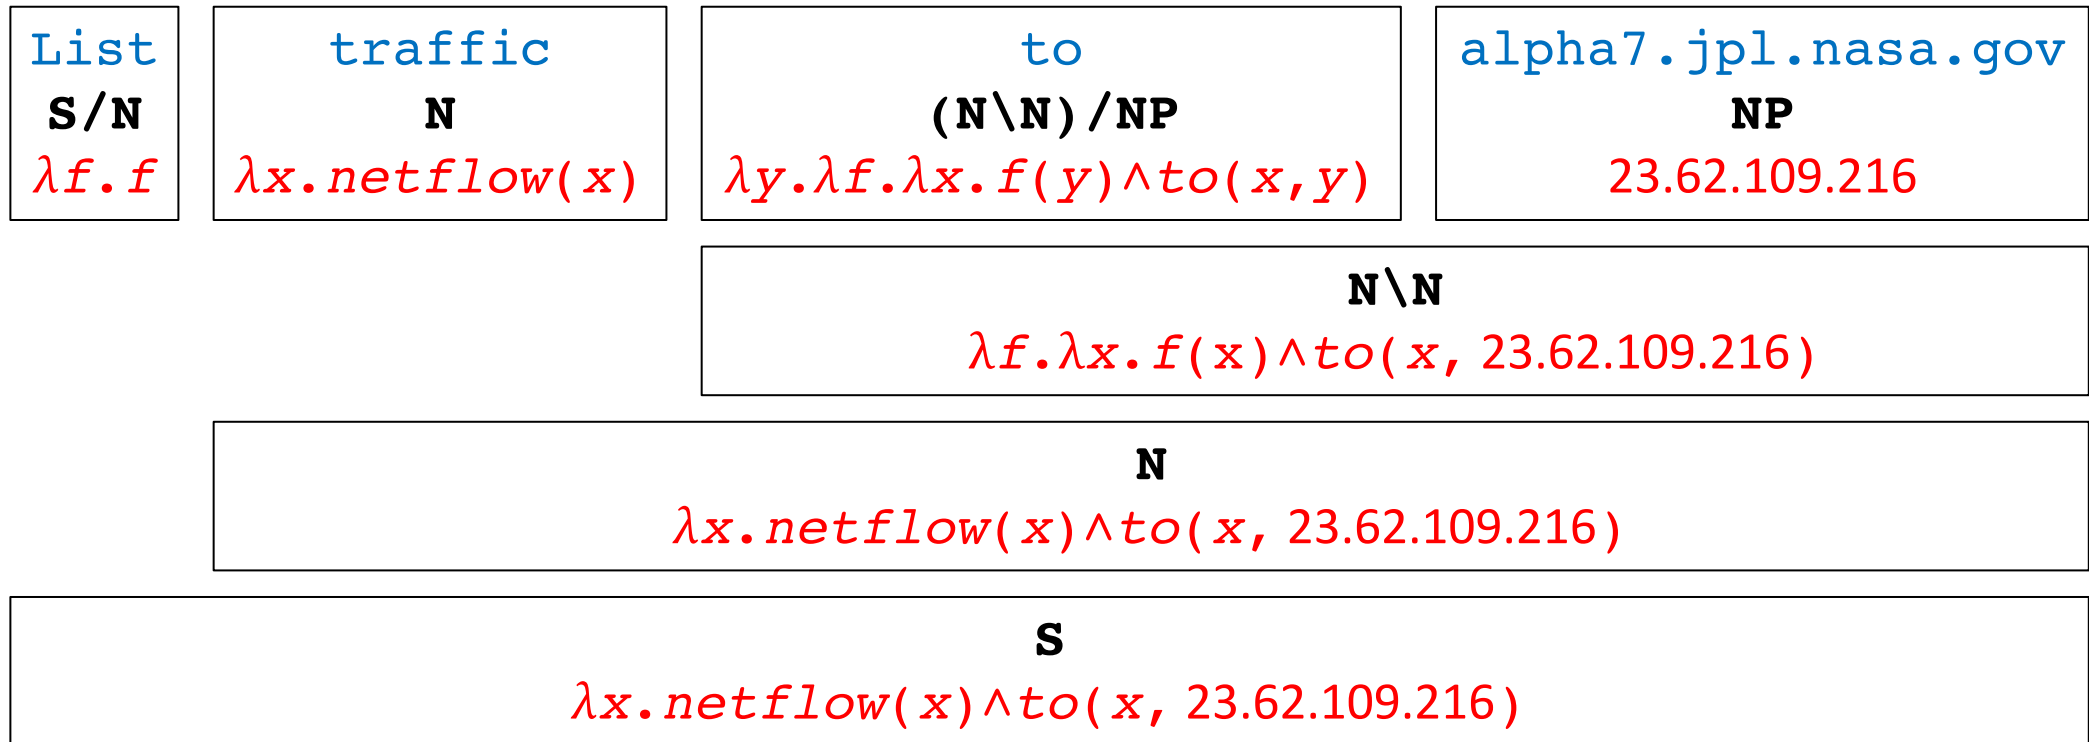 List
S/N
λf.f
traffic
N
λx.netflow(x)
to
(N\N)/NP
λy.λf.λx.f(y)^to(x,y)
alpha7.jpl.nasa.gov
NP
23.62.109.216
N\N
λf.λx.f(x)^to(x, 23.62.109.216)
N
λx.netflow(x)^to(x, 23.62.109.216)
S
λx.netflow(x)^to(x, 23.62.109.216)